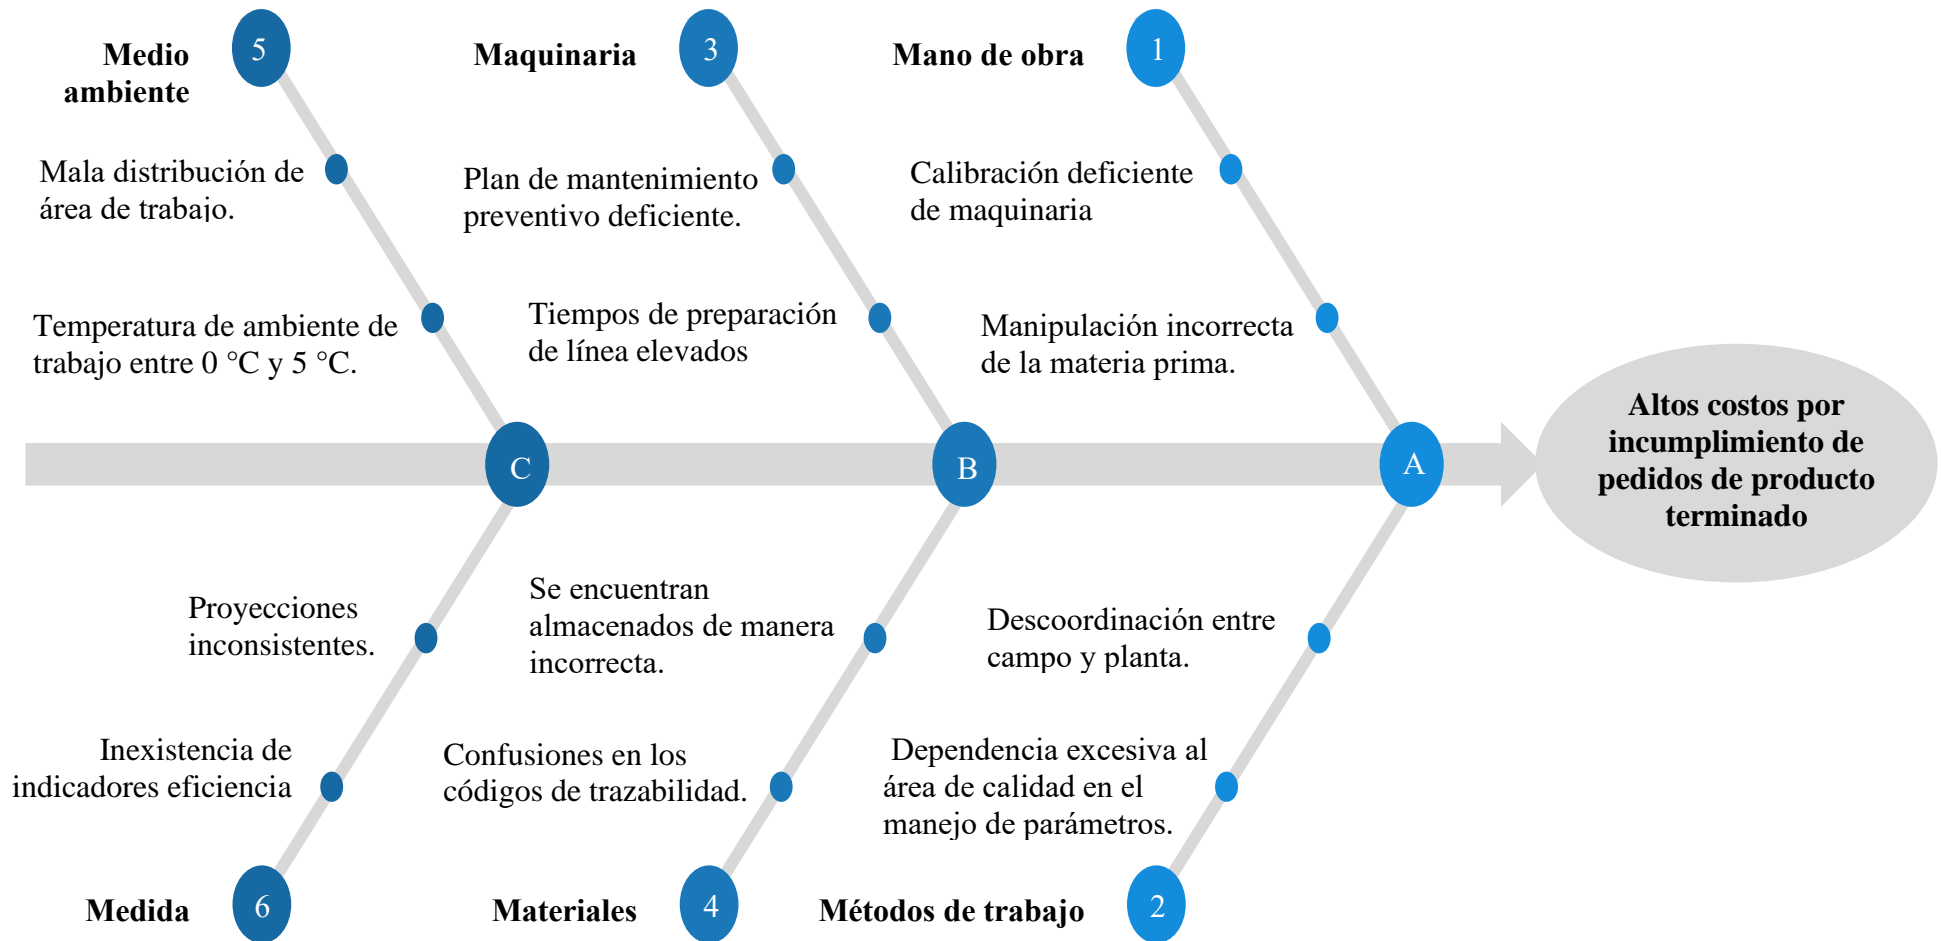 5
Medio
ambiente
3
Maquinaria
1
Mano de obra
Mala distribución de
área de trabajo.
Plan de mantenimiento
preventivo deficiente.
Calibración deficiente
de maquinaria
Temperatura de ambiente de
trabajo entre 0 °C y 5 °C.
Tiempos de preparación
de línea elevados
Manipulación incorrecta
de la materia prima.
C
B
A
Altos costos por
incumplimiento de
pedidos de producto
terminado
Proyecciones
inconsistentes.
Se encuentran
almacenados de manera
incorrecta.
Descoordinación entre
campo y planta.
Inexistencia de
indicadores eficiencia
Confusiones en los
códigos de trazabilidad.
Dependencia excesiva al
área de calidad en el
manejo de parámetros.
Medida
6
Materiales
4
Métodos de trabajo
2